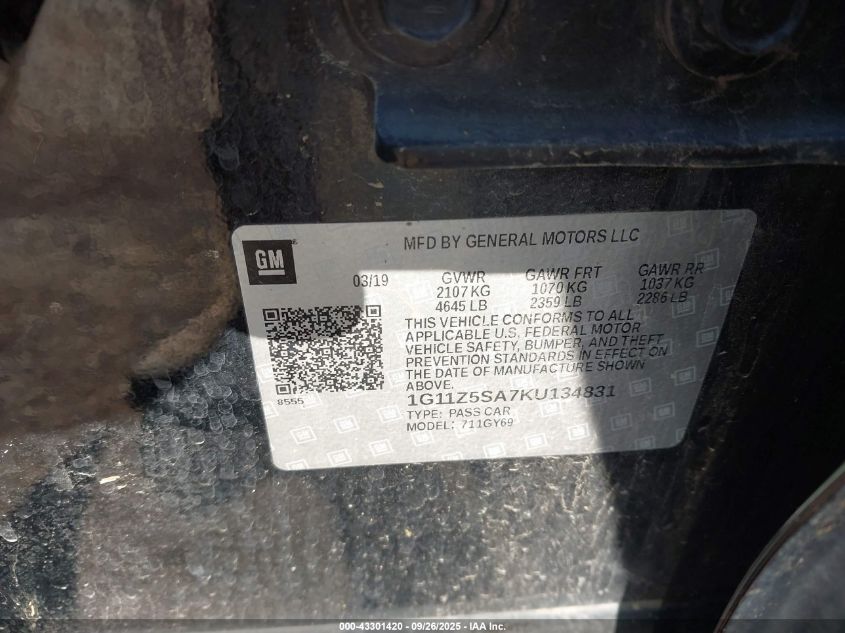 MFD BY GENERAL MOTORS LLC
GM
03/19 GVWR GAWR FRT GAWR RR
2107 KG 1070 KG 1037 KG
4645 LB 2359 LB 2286 LB
THIS VEHICLE CONFORMS TO ALL
APPLICABLE U.S. FEDERAL MOTOR
VEHICLE SAFETY, BUMPER, AND THEFT
PREVENTION STANDARDS IN EFFECT ON
THE DATE OF MANUFACTURE SHOWN
ABOVE.
8555
1G11Z5SA7KU134831
TYPE: PASS CAR
MODEL: 711GY69
000-43301420 - 09/26/2025 - IAA Inc.